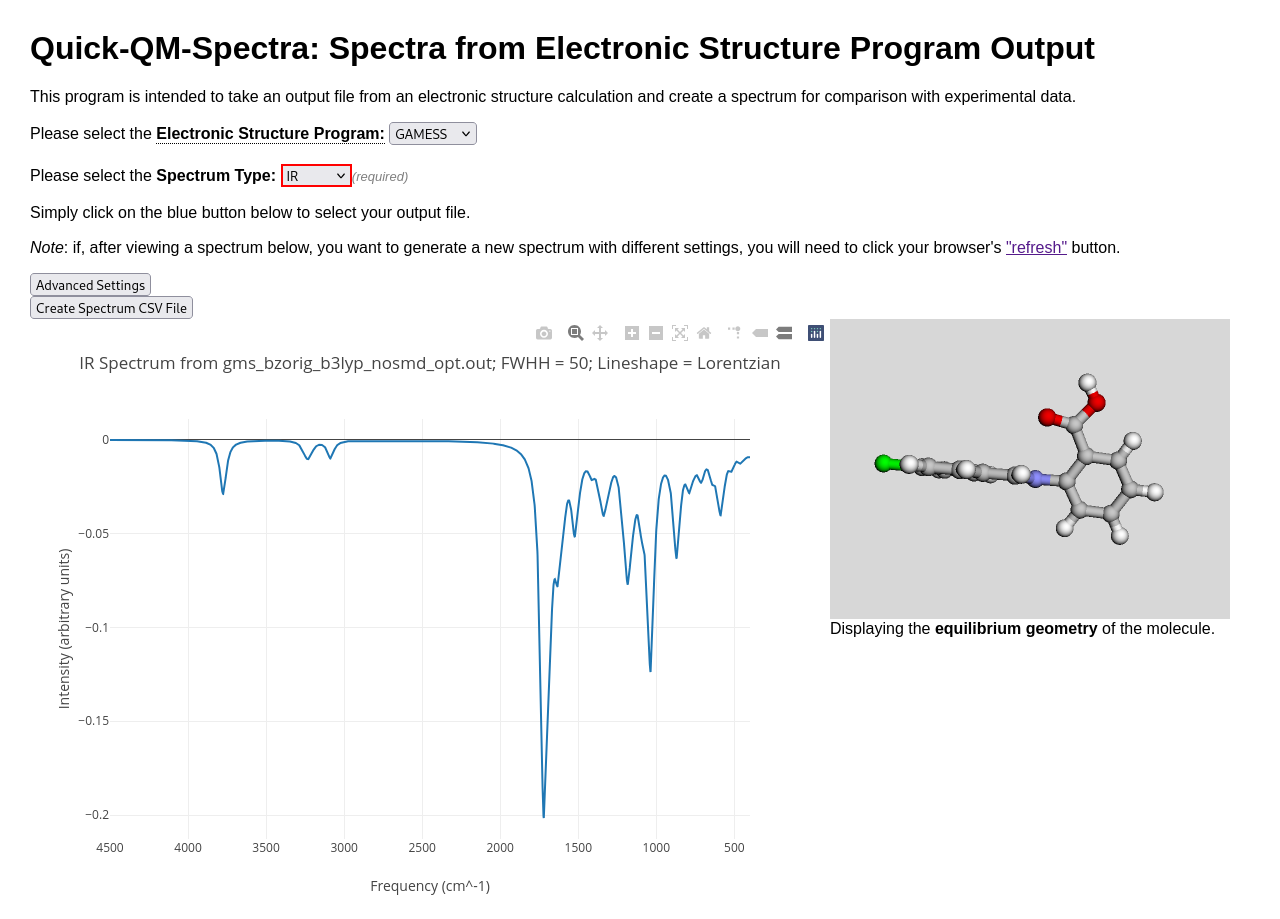 Quick-QM-Spectra: Spectra from Electronic Structure Program Output
This program is intended to take an output file from an electronic structure calculation and create a spectrum for comparison with experimental data.
Please select the Electronic Structure Program: GAMESS
Please select the Spectrum Type: IR (required)
Simply click on the blue button below to select your output file.
Note: if, after viewing a spectrum below, you want to generate a new spectrum with different settings, you will need to click your browser's "refresh" button.
Advanced Settings
Create Spectrum CSV File
IR Spectrum from gms_bzorig_b3lyp_nosmd_opt.out; FWHH = 50; Lineshape = Lorentzian
0
−0.05
−0.1
−0.15
−0.2
Intensity (arbitrary units)
4500 4000 3500 3000 2500 2000 1500 1000 500
Frequency (cm^-1)
Displaying the equilibrium geometry of the molecule.